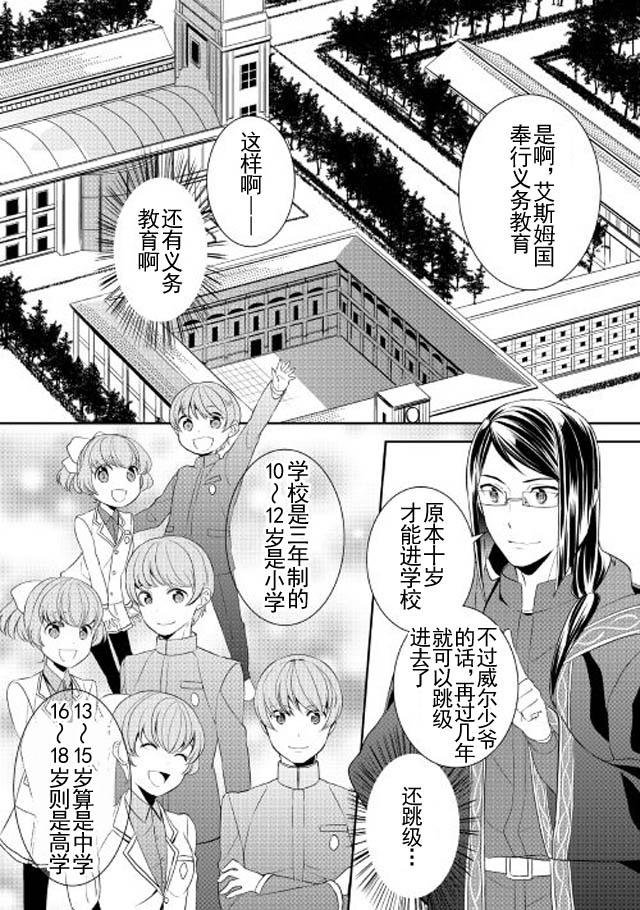 是啊，艾斯姆国
奉行义务教育
这样啊——
还有义务
教育啊
原本十岁
才能进学校
不过威尔少爷
的话，再过几年
就可以跳级
进去了
还跳级…
学校是三年制的
10～12岁是小学
13～15岁算是中学
16～18岁则是高学